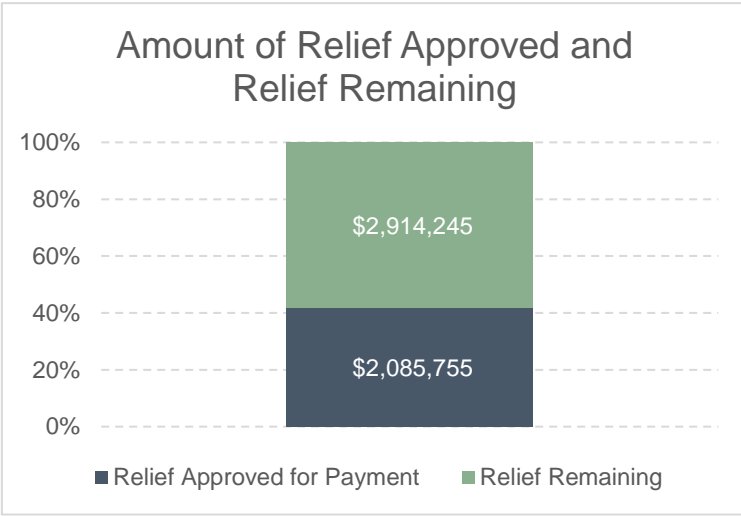 Amount of Relief Approved and
Relief Remaining
100%
80%
60%
40%
20%
0%
$2,914,245
$2,085,755
Relief Approved for Payment
Relief Remaining